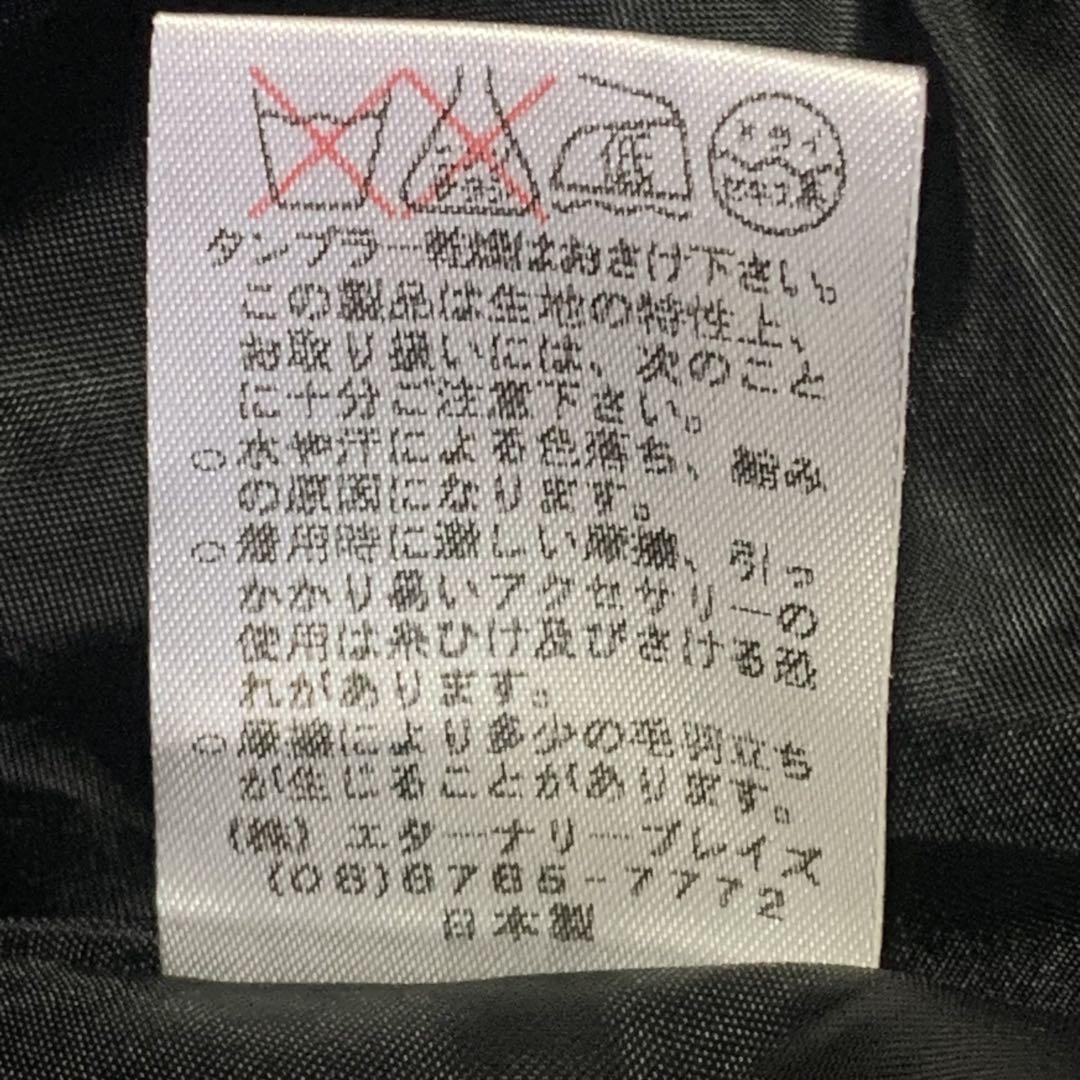 低
ドライ
セキユ系
タンブラー乾燥はおさけ下さい。
この製品は生地の特性上、
お取り扱いには、次のこと
に十分ご注意下さい。
○水や汗による色落ち、縮み
の原因になります。
○着用時に激しい摩擦、引っ
かかり易いアクセサリーの
使用は糸ひけ及びさける恐
れがあります。
○摩擦により多少の毛羽立ち
が生じることがあります。
(株)エターナリープレイズ
(06)6765-7772
日本製